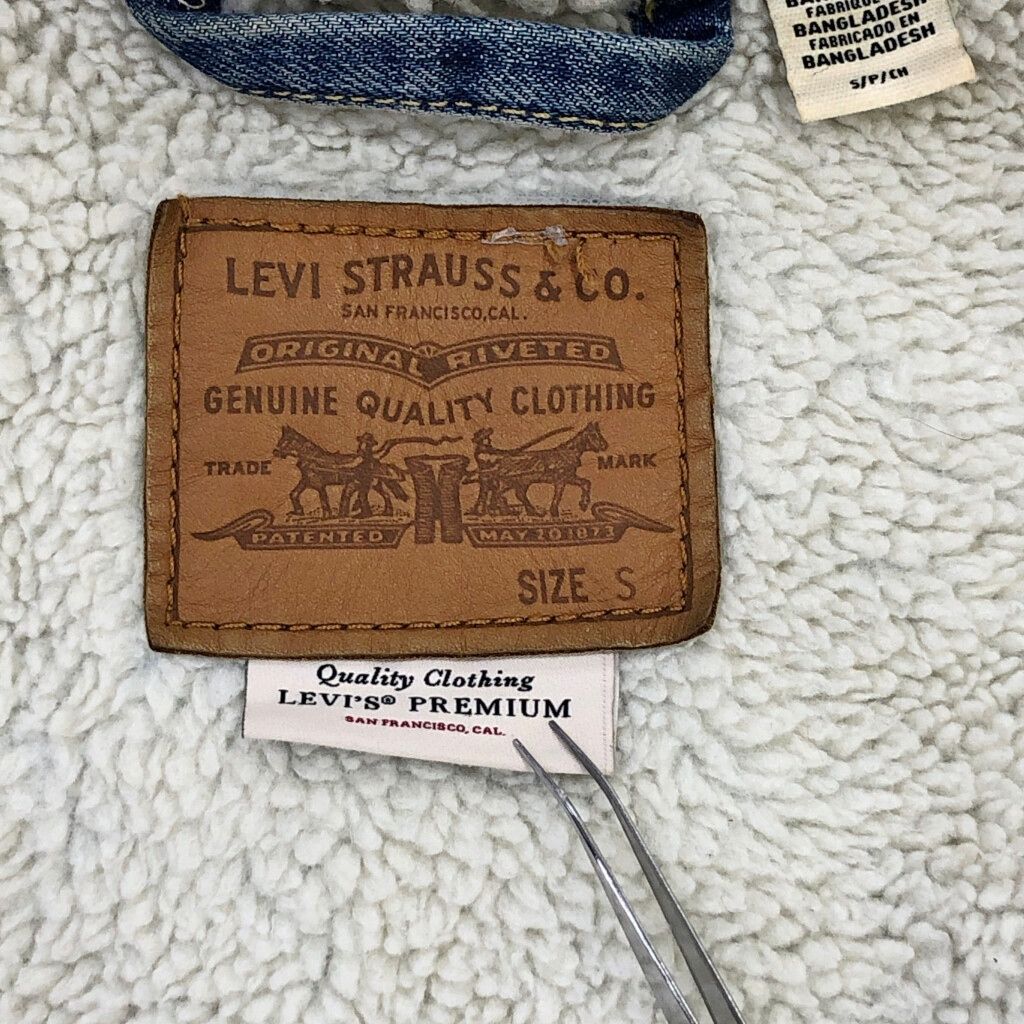 FABRIQUÉ
BANGLADESH
FABRICADO EN
BANGLADESH
S/P/CH
LEVI STRAUSS & CO.
SAN FRANCISCO, CAL.
ORIGINAL RIVETED
GENUINE QUALITY CLOTHING
TRADE MARK
PATENTED MAY 20 1873
SIZE S
Quality Clothing
LEVI'S® PREMIUM
SAN FRANCISCO, CAL.